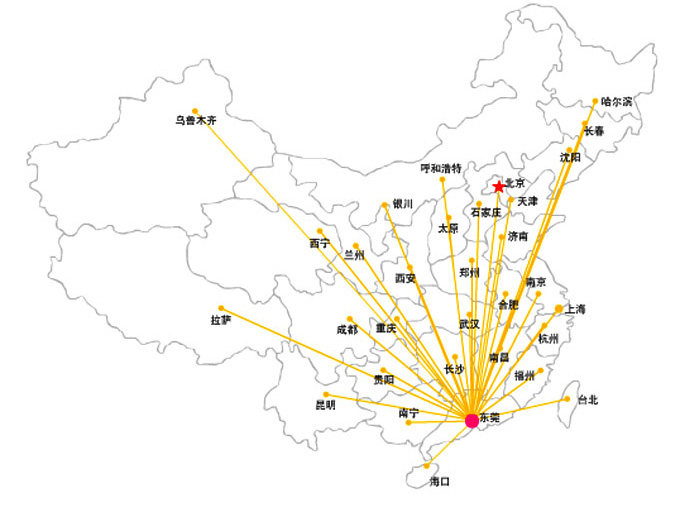 哈尔滨
乌鲁木齐
长春
沈阳
呼和浩特
北京
银川
天津
石家庄
太原
济南
西宁
兰州
郑州
西安
南京
合肥
上海
拉萨
成都
重庆
武汉
杭州
南昌
长沙
福州
贵阳
昆明
台北
南宁
东莞
海口